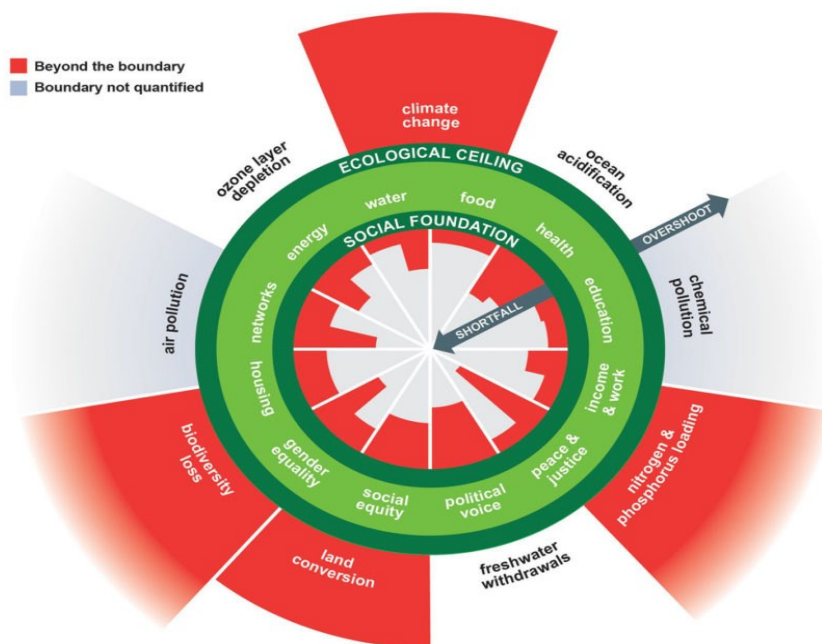 Beyond the boundary
Boundary not quantified
climate
change
ozone layer
depletion
ocean
acidification
ECOLOGICAL CEILING
water
food
energy
health
SOCIAL FOUNDATION
OVERSHOOT
SHORTFALL
networks
education
air pollution
chemical
pollution
honsing
income
& work
gender
equality
peace &
justice
social
equity
political
voice
biodiversity
loss
nitrogen &
phosphorus loading
land
conversion
freshwater
withdrawals